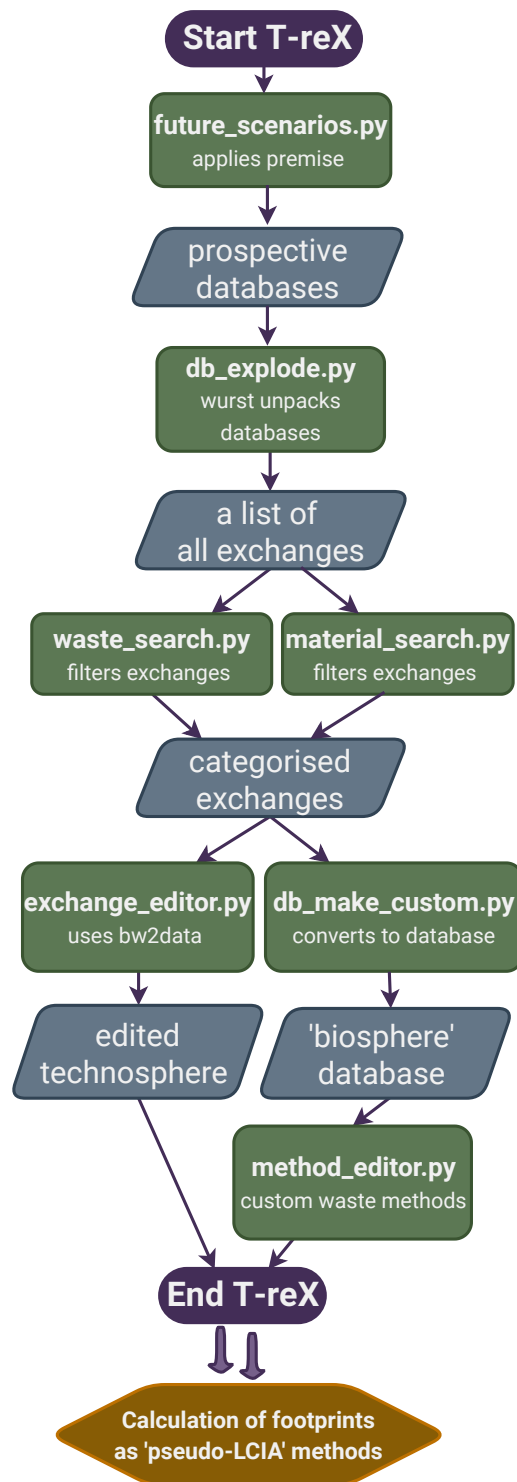 Start T-reX
future_scenarios.py
applies premise
prospective
databases
db_explode.py
wurst unpacks
databases
a list of
all exchanges
waste_search.py
filters exchanges
material_search.py
filters exchanges
categorised
exchanges
exchange_editor.py
uses bw2data
db_make_custom.py
converts to database
edited
technosphere
'biosphere'
database
method_editor.py
custom waste methods
End T-reX
Calculation of footprints
as 'pseudo-LCIA' methods